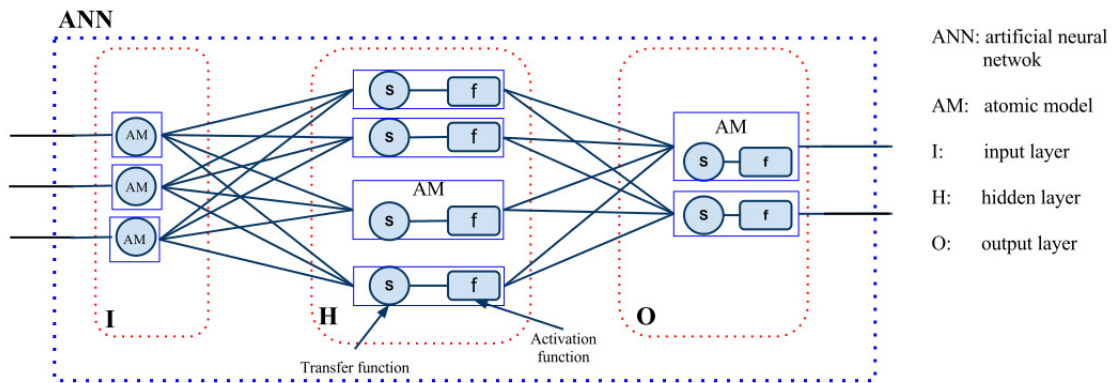 ANN
AM
AM
AM
I
S f
S f
AM
S f
S f
H
Transfer function
Activation
function
AM
S f
S f
O
ANN: artificial neural
netwok
AM: atomic model
I: input layer
H: hidden layer
O: output layer